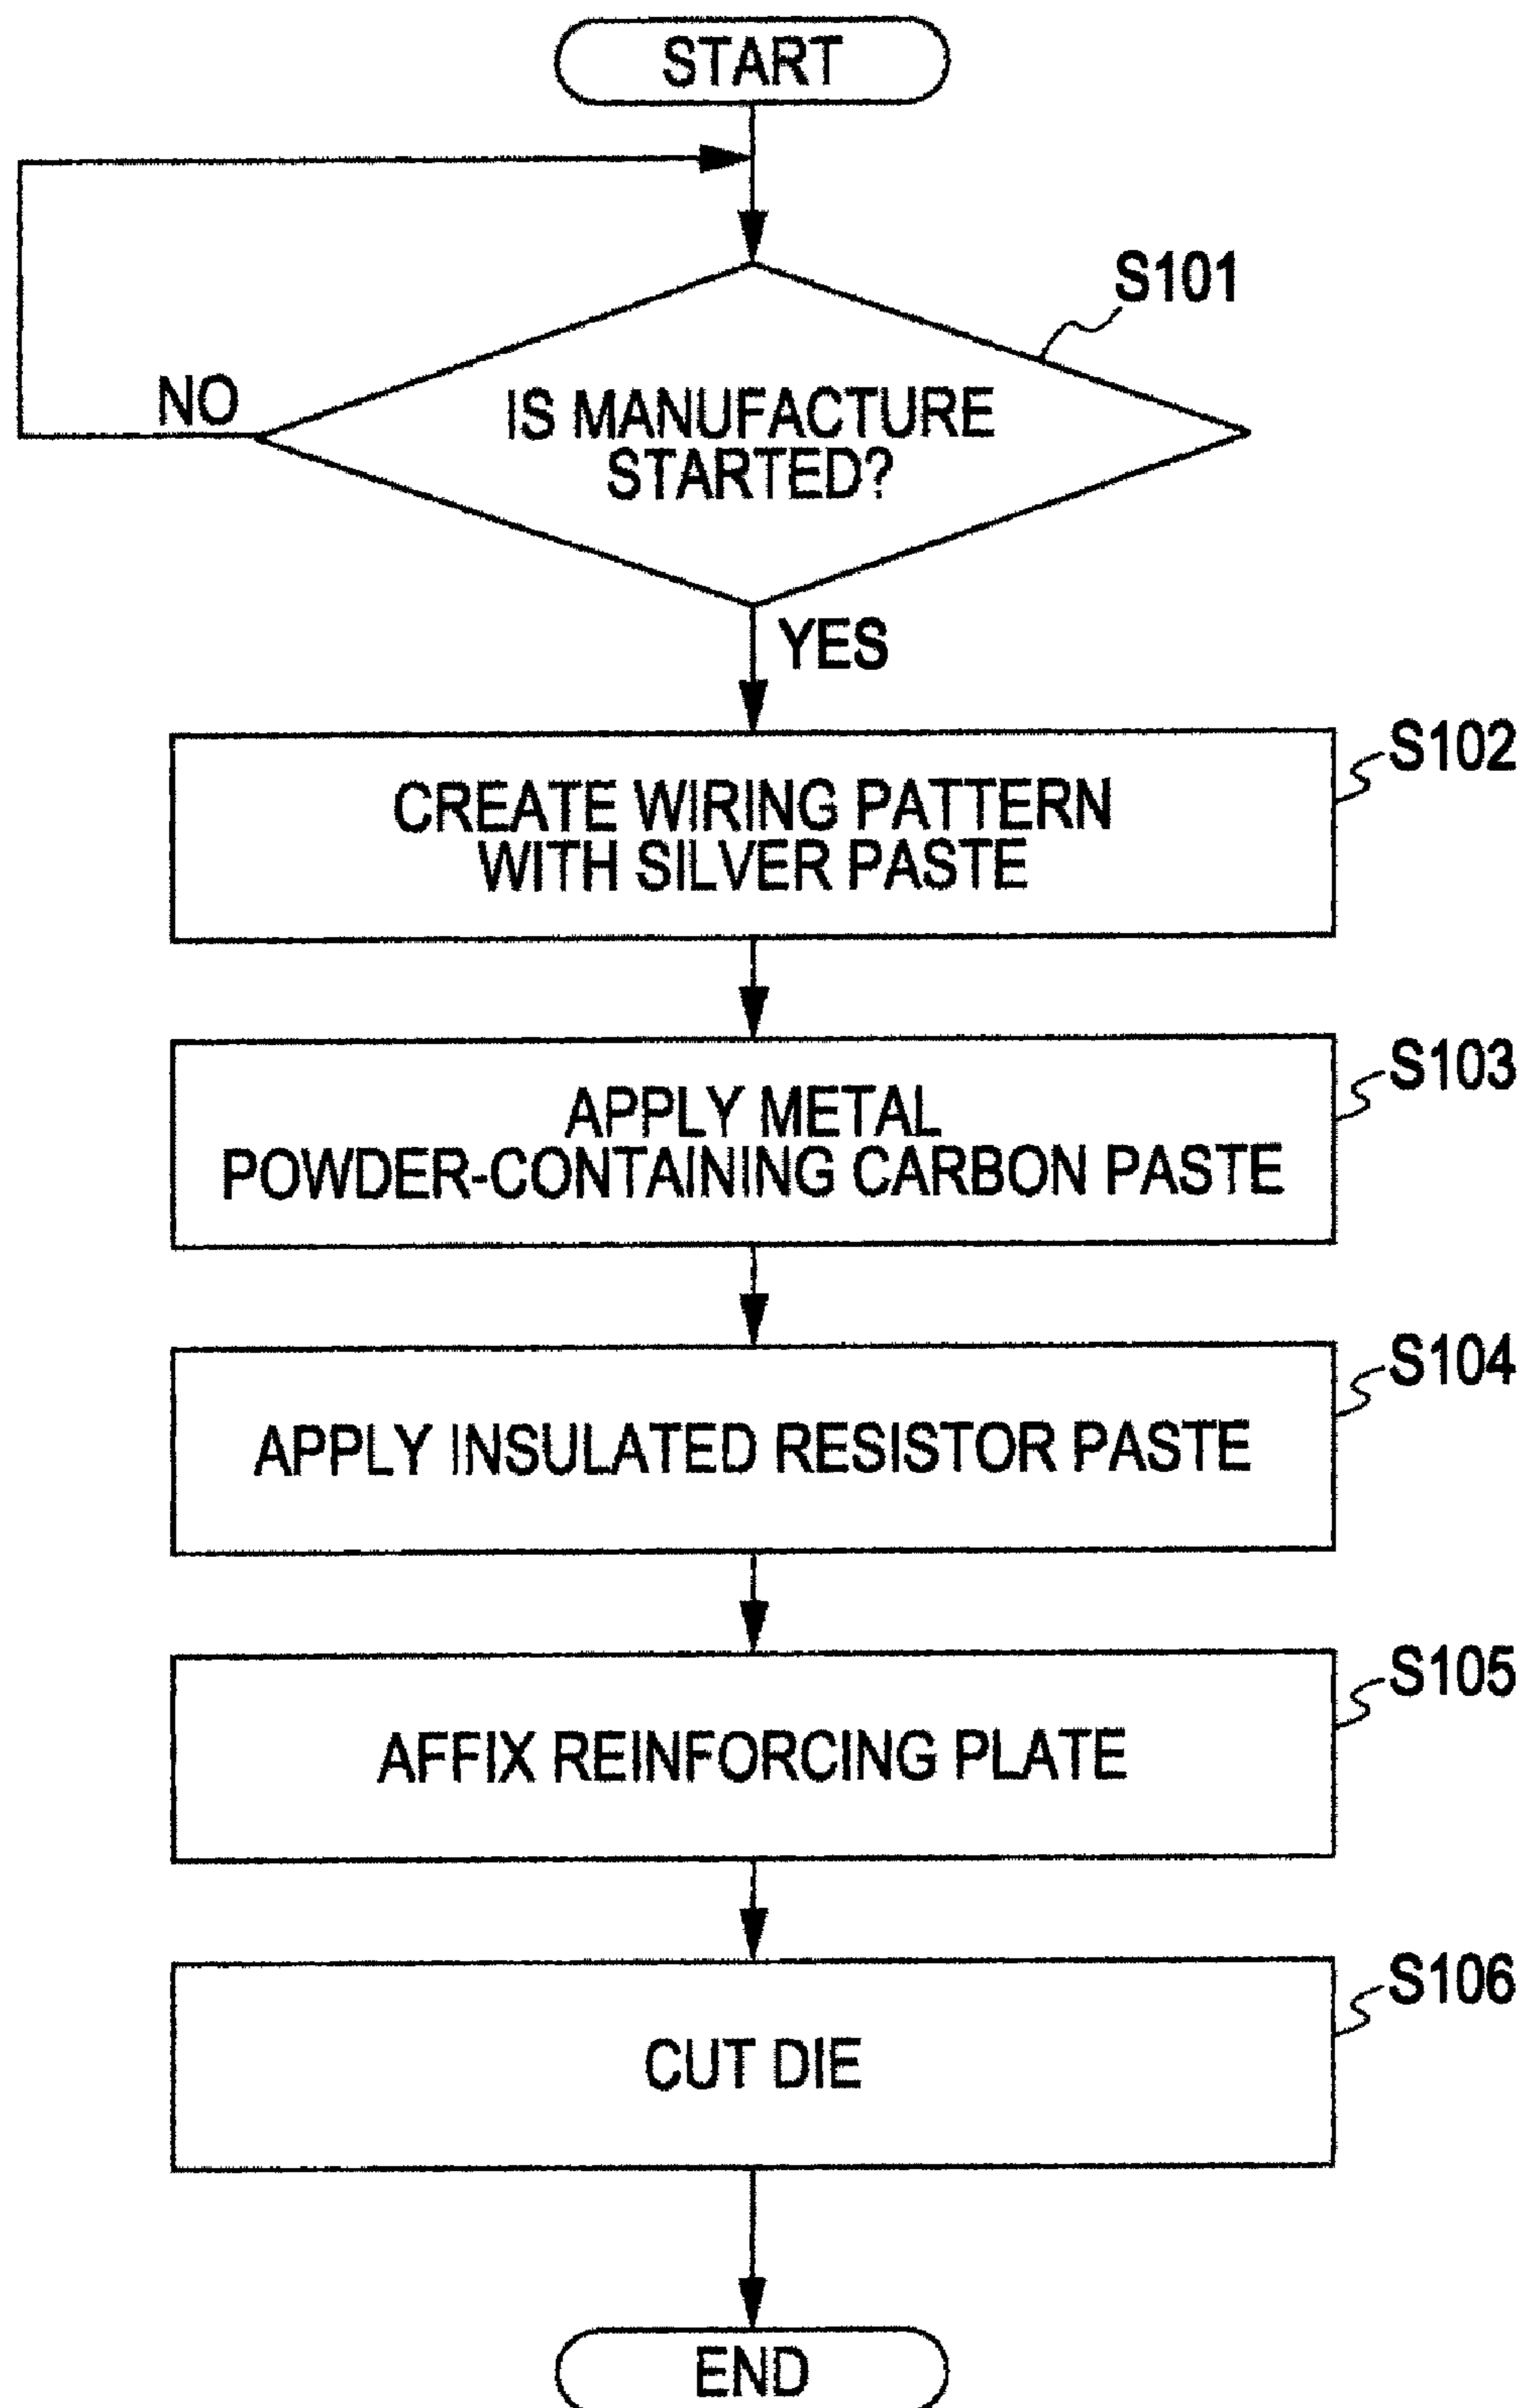 START
S101
NO
IS MANUFACTURE
STARTED?
YES
S102
CREATE WIRING PATTERN
WITH SILVER PASTE
S103
APPLY METAL
POWDER-CONTAINING CARBON PASTE
S104
APPLY INSULATED RESISTOR PASTE
S105
AFFIX REINFORCING PLATE
S106
CUT DIE
END